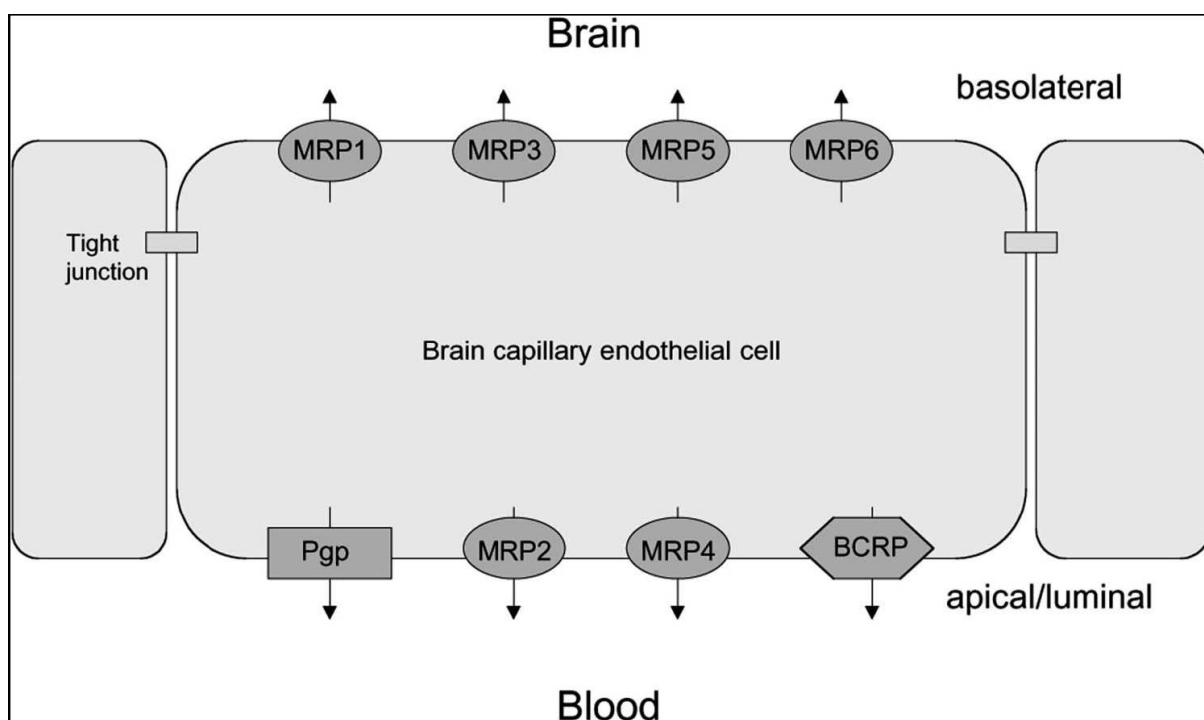 Brain
basolateral
MRP1 MRP3 MRP5 MRP6
Tight
junction
Brain capillary endothelial cell
Pgp MRP2 MRP4 BCRP
apical/luminal
Blood